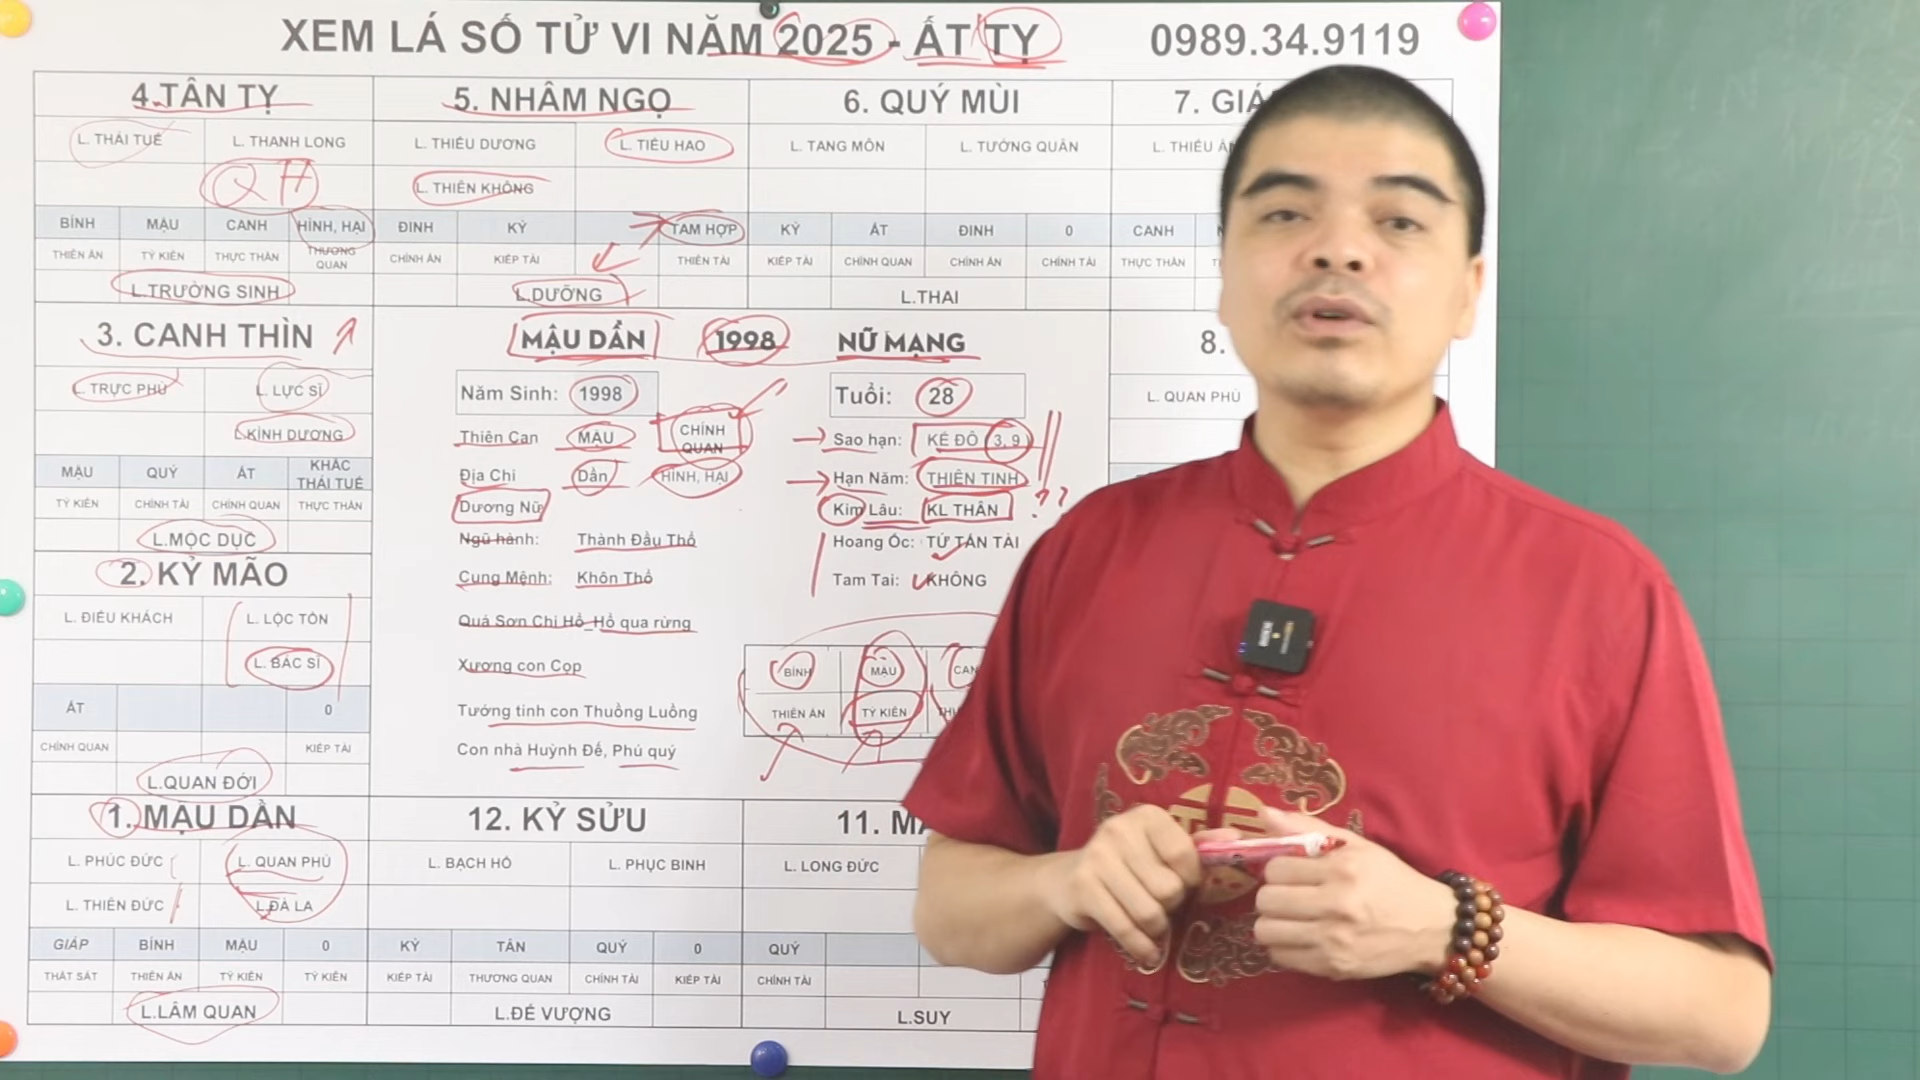 XEM LÁ SỐ TỬ VI NĂM 2025 - ẤT TỴ
0989.34.9119
4.TÂN TỴ
L. THÁI TUẾ
L. THANH LONG
QH
BÍNH MẬU CANH HÌNH, HẠI
THIÊN ẤN TỶ KIÊN THỰC THẦN THƯƠNG QUAN
L.TRƯỜNG SINH
5. NHÂM NGỌ
L. THIẾU DƯƠNG
L. TIỂU HAO
L. THIÊN KHÔNG
ĐINH KỶ TAM HỢP
CHÍNH ẤN KIẾP TÀI THIÊN TÀI
L.DƯỠNG
6. QUÝ MÙI
L. TANG MÔN
L. TƯỚNG QUÂN
KỶ ẤT ĐINH 0
KIẾP TÀI CHÍNH QUAN CHÍNH ẤN CHÍNH TÀI
L.THAI
7. GIÁ
L. THIẾU
CANH
THỰC THẦN
3. CANH THÌN
L. TRỰC PHÙ
L. LỰC SĨ
L.KÌNH DƯƠNG
MẬU QUÝ ẤT KHẮC THÁI TUẾ
TỶ KIÊN CHÍNH TÀI CHÍNH QUAN THỰC THẦN
L.MỘC DỤC
MẬU DẦN 1998 NỮ MẠNG
Năm Sinh: 1998
Tuổi: 28
Thiên Can MẬU CHÍNH QUAN
Sao hạn: KẾ ĐÔ 3, 9
Địa Chi Dần HÌNH, HẠI
Hạn Năm: THIÊN TINH
Dương Nữ
Kim Lâu: KL THÂN ??
Ngũ hành: Thành Đầu Thổ
Hoang Ốc: TỨ TẤN TÀI
Cung Mệnh: Khôn Thổ
Tam Tai: KHÔNG
Quá Sơn Chi Hổ_Hổ qua rừng
Xương con Cọp
Tướng tinh con Thuồng Luồng
Con nhà Huỳnh Đế, Phú quý
BÍNH MẬU CAN
THIÊN ẤN TỶ KIÊN
8.
L. QUAN PHÙ
2. KỶ MÃO
L. ĐIẾU KHÁCH
L. LỘC TỒN
L. BÁC SĨ
ẤT 0
CHÍNH QUAN KIẾP TÀI
L.QUAN ĐỚI
1. MẬU DẦN
L. PHÚC ĐỨC
L. QUAN PHỦ
L. THIÊN ĐỨC
L.ĐÀ LA
GIÁP BÍNH MẬU 0
THẤT SÁT THIÊN ẤN TỶ KIÊN TỶ KIÊN
L.LÂM QUAN
12. KỶ SỬU
L. BẠCH HỔ
L. PHỤC BINH
KỶ TÂN QUÝ 0
KIẾP TÀI THƯƠNG QUAN CHÍNH TÀI KIẾP TÀI
L.ĐẾ VƯỢNG
11. M
L. LONG ĐỨC
QUÝ
CHÍNH TÀI
L.SUY